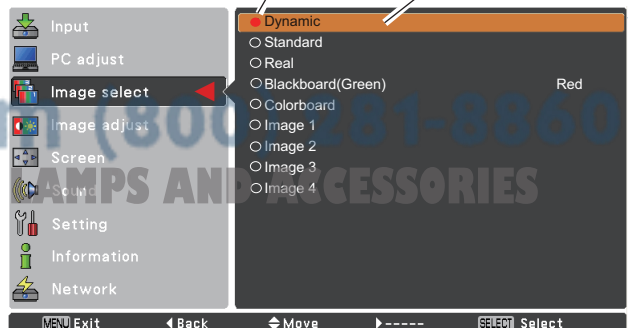 Input
PC adjust
Image select
Image adjust
Screen
Sound
Setting
Information
Network
Dynamic
Standard
Real
Blackboard(Green) Red
Colorboard
Image 1
Image 2
Image 3
Image 4
m (800) 281-8860
LAMPS AND ACCESSORIES
MENU Exit Back Move ----- SELECT Select